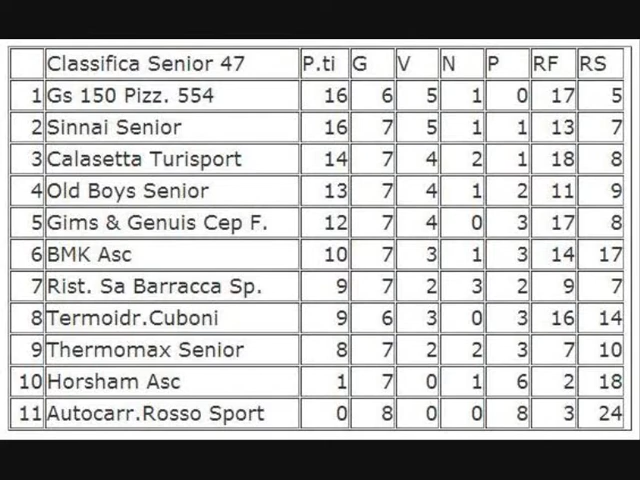 Classifica Senior 47 P.ti G V N P RF RS
1 Gs 150 Pizz. 554 16 6 5 1 0 17 5
2 Sinnai Senior 16 7 5 1 1 13 7
3 Calasetta Turisport 14 7 4 2 1 18 8
4 Old Boys Senior 13 7 4 1 2 11 9
5 Gims & Genuis Cep F. 12 7 4 0 3 17 8
6 BMK Asc 10 7 3 1 3 14 17
7 Rist. Sa Barracca Sp. 9 7 2 3 2 9 7
8 Termoidr.Cuboni 9 6 3 0 3 16 14
9 Thermomax Senior 8 7 2 2 3 7 10
10 Horsham Asc 1 7 0 1 6 2 18
11 Autocarr.Rosso Sport 0 8 0 0 8 3 24